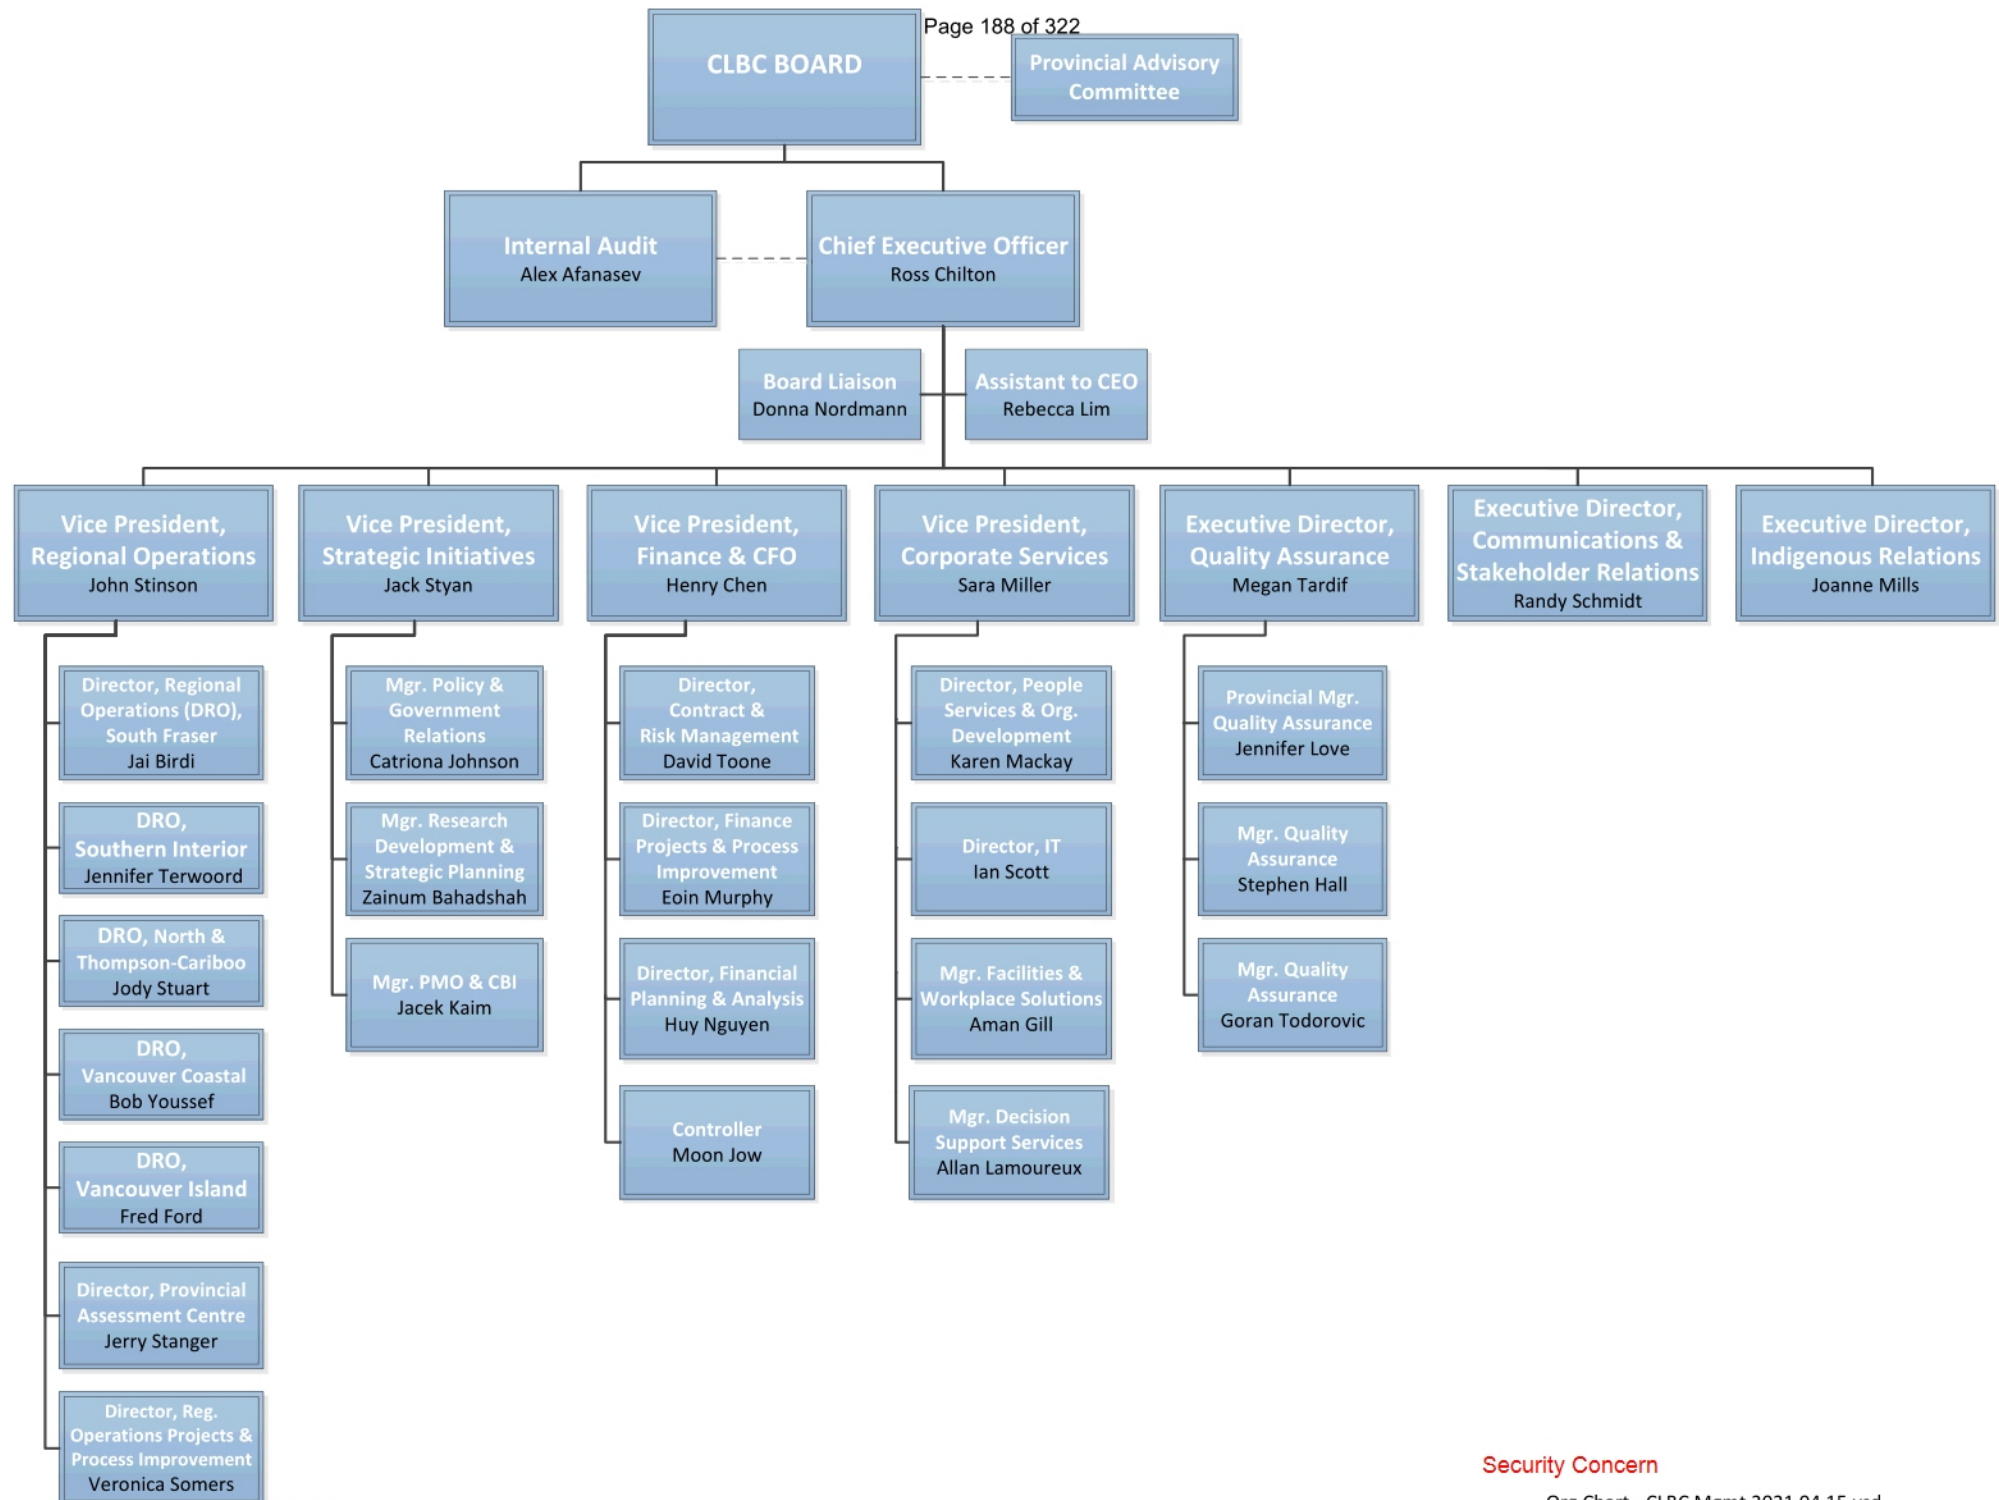 Page 188 of 322
CLBC BOARD
Provincial Advisory
Committee
Internal Audit
Alex Afanasev
Chief Executive Officer
Ross Chilton
Board Liaison
Donna Nordmann
Assistant to CEO
Rebecca Lim
Vice President,
Regional Operations
John Stinson
Vice President,
Strategic Initiatives
Jack Styan
Vice President,
Finance & CFO
Henry Chen
Vice President,
Corporate Services
Sara Miller
Executive Director,
Quality Assurance
Megan Tardif
Executive Director,
Communications &
Stakeholder Relations
Randy Schmidt
Executive Director,
Indigenous Relations
Joanne Mills
Director, Regional
Operations (DRO),
South Fraser
Jai Birdi
DRO,
Southern Interior
Jennifer Terwoord
DRO, North &
Thompson-Cariboo
Jody Stuart
DRO,
Vancouver Coastal
Bob Youssef
DRO,
Vancouver Island
Fred Ford
Director, Provincial
Assessment Centre
Jerry Stanger
Director, Reg.
Operations Projects &
Process Improvement
Veronica Somers
Mgr. Policy &
Government
Relations
Catriona Johnson
Mgr. Research
Development &
Strategic Planning
Zainum Bahadshah
Mgr. PMO & CBI
Jacek Kaim
Director,
Contract &
Risk Management
David Toone
Director, Finance
Projects & Process
Improvement
Eoin Murphy
Director, Financial
Planning & Analysis
Huy Nguyen
Controller
Moon Jow
Director, People
Services & Org.
Development
Karen Mackay
Director, IT
Ian Scott
Mgr. Facilities &
Workplace Solutions
Aman Gill
Mgr. Decision
Support Services
Allan Lamoureux
Provincial Mgr.
Quality Assurance
Jennifer Love
Mgr. Quality
Assurance
Stephen Hall
Mgr. Quality
Assurance
Goran Todorovic
Security Concern
Org Chart - CLBC Mgmt 2021 04 15.vsd